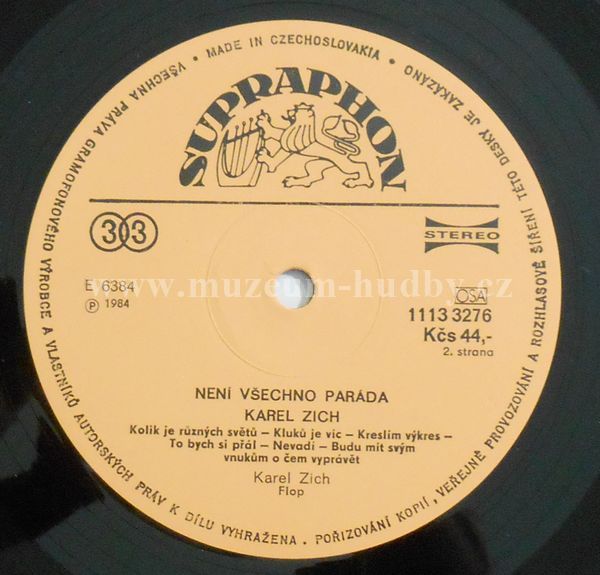 VŠECHNA PRÁVA GRAMOFONOVÉHO VÝROBCE A VLASTNÍKŮ AUTORSKÝCH PRÁV K DÍLU VYHRAŽENA. POŘIZOVÁNÍ KOPIÍ, VEŘEJNÉ PROVOZOVÁNÍ A ROZHLASOVÉ ŠÍŘENÍ TÉTO DESKY JE ZAKÁZÁNO • MADE IN CZECHOSLOVAKIA •
SUPRAPHON
33
STEREO
www.muzeum-hudby.cz
E 6384
Ⓟ 1984
OSA
1113 3276
Kčs 44,-
2. strana
NENÍ VŠECHNO PARÁDA
KAREL ZICH
Kolik je různých světů – Kluků je víc – Kreslím výkres –
To bych si přál – Nevadí – Budu mít svým
vnukům o čem vyprávět
Karel Zich
Flop